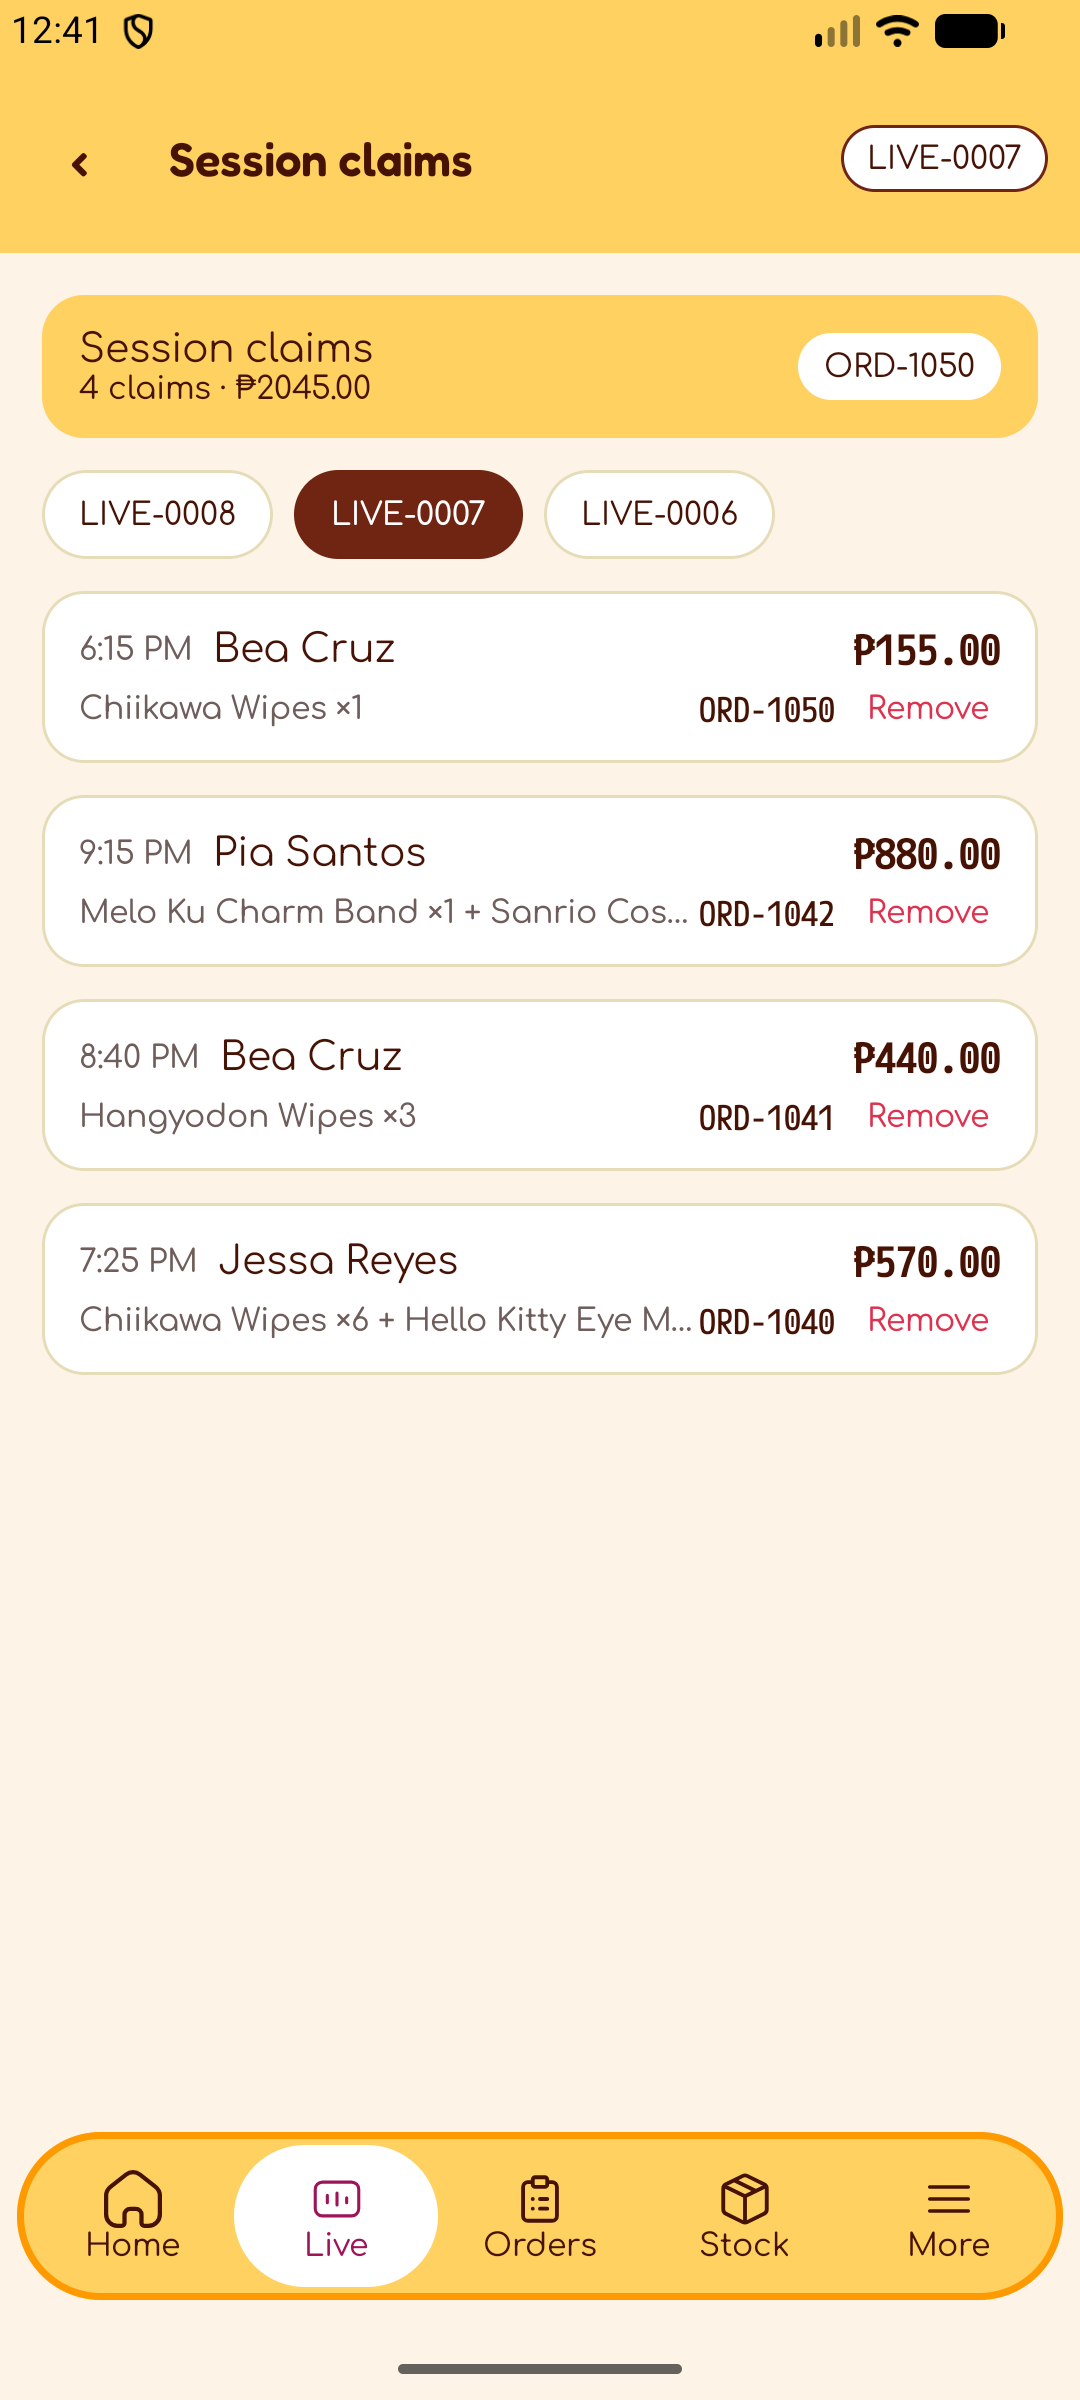 12:41
Session claims
LIVE-0007
Session claims
4 claims · ₱2045.00
ORD-1050
LIVE-0008
LIVE-0007
LIVE-0006
6:15 PM Bea Cruz ₱155.00
Chiikawa Wipes ×1 ORD-1050 Remove
9:15 PM Pia Santos ₱880.00
Melo Ku Charm Band ×1 + Sanrio Cos... ORD-1042 Remove
8:40 PM Bea Cruz ₱440.00
Hangyodon Wipes ×3 ORD-1041 Remove
7:25 PM Jessa Reyes ₱570.00
Chiikawa Wipes ×6 + Hello Kitty Eye M... ORD-1040 Remove
Home
Live
Orders
Stock
More